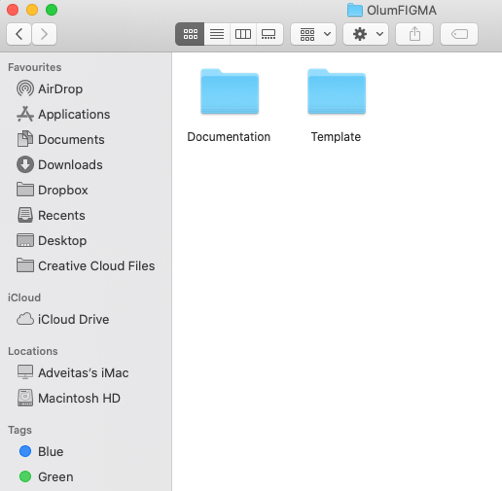 OlumFIGMA
Favourites
AirDrop
Applications
Documents
Downloads
Dropbox
Recents
Desktop
Creative Cloud Files
iCloud
iCloud Drive
Locations
Adveitas's iMac
Macintosh HD
Tags
Blue
Green
Documentation
Template